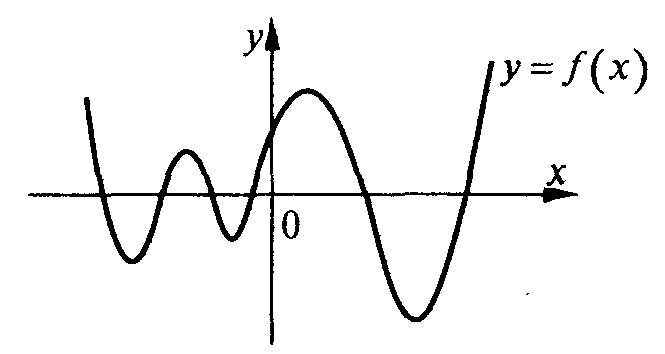 y
y = f(x)
x
0